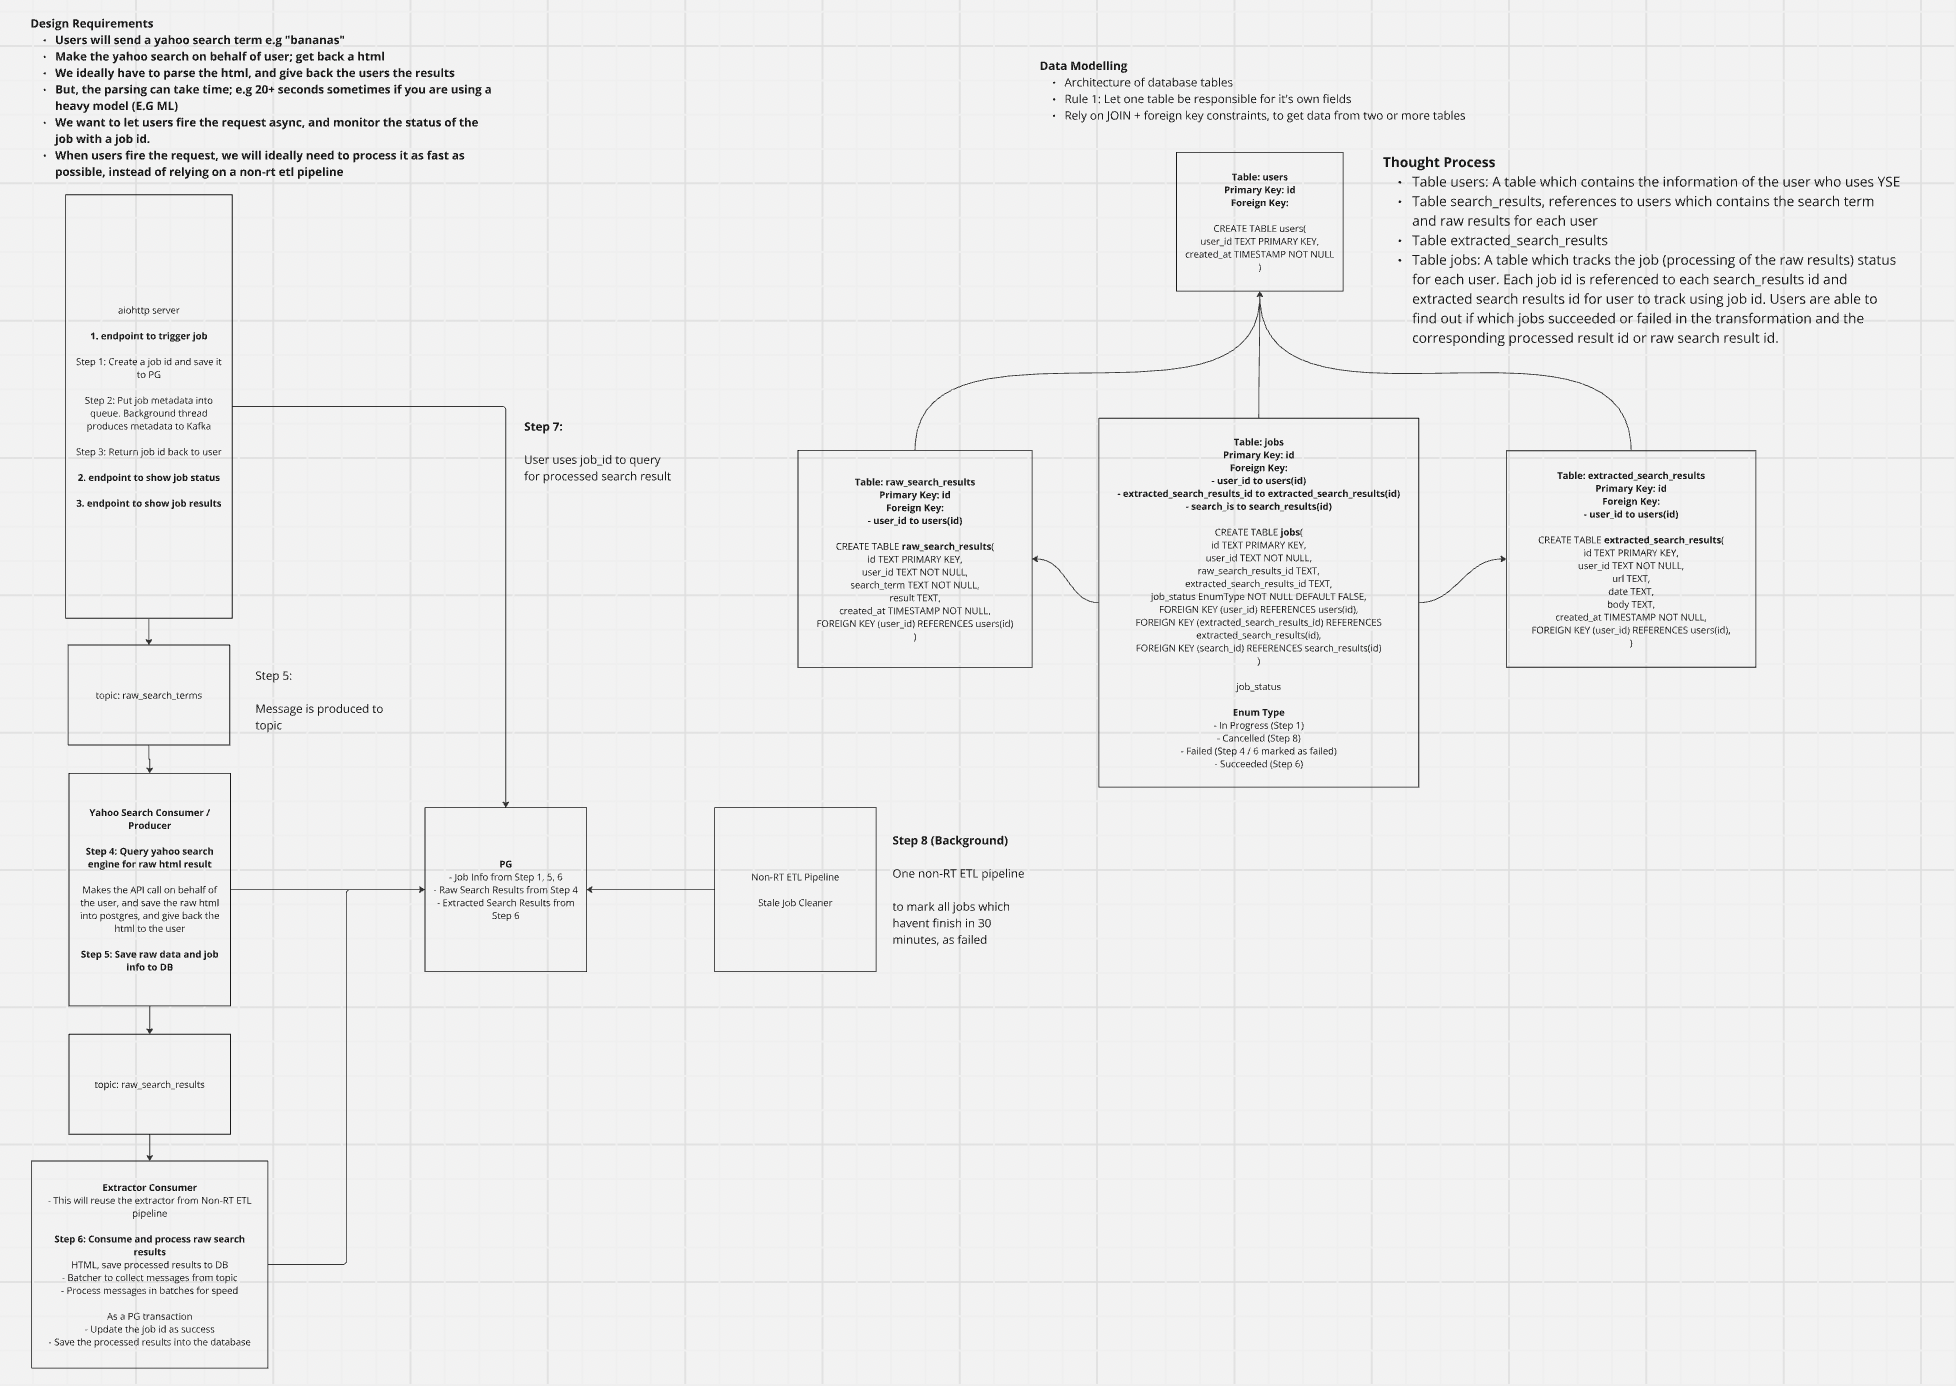 Design Requirements
· Users will send a yahoo search term e.g "bananas"
· Make the yahoo search on behalf of user; get back a html
· We ideally have to parse the html, and give back the users the results
· But, the parsing can take time; e.g 20+ seconds sometimes if you are using a
heavy model (E.G ML)
· We want to let users fire the request async, and monitor the status of the
job with a job id.
· When users fire the request, we will ideally need to process it as fast as
possible, instead of relying on a non-rt etl pipeline
aiohttp server
1. endpoint to trigger job
Step 1: Create a job id and save it
to PG
Step 2: Put job metadata into
queue. Background thread
produces metadata to Kafka
Step 3: Return job id back to user
2. endpoint to show job status
3. endpoint to show job results
Step 7:
User uses job_id to query
for processed search result
topic: raw_search_terms
Step 5:
Message is produced to
topic
Yahoo Search Consumer /
Producer
Step 4: Query yahoo search
engine for raw html result
Makes the API call on behalf of
the user, and save the raw html
into postgres, and give back the
html to the user
Step 5: Save raw data and job
info to DB
PG
- Job Info from Step 1, 5, 6
- Raw Search Results from Step 4
- Extracted Search Results from
Step 6
Non-RT ETL Pipeline
Stale Job Cleaner
Step 8 (Background)
One non-RT ETL pipeline
to mark all jobs which
havent finish in 30
minutes, as failed
topic: raw_search_results
Extractor Consumer
- This will reuse the extractor from Non-RT ETL
pipeline
Step 6: Consume and process raw search
results
HTML, save processed results to DB
- Batcher to collect messages from topic
- Process messages in batches for speed
As a PG transaction
- Update the job id as success
- Save the processed results into the database
Data Modelling
· Architecture of database tables
· Rule 1: Let one table be responsible for it's own fields
· Rely on JOIN + foreign key constraints, to get data from two or more tables
Table: users
Primary Key: id
Foreign Key:
CREATE TABLE users(
user_id TEXT PRIMARY KEY,
created_at TIMESTAMP NOT NULL
)
Thought Process
· Table users: A table which contains the information of the user who uses YSE
· Table search_results, references to users which contains the search term
and raw results for each user
· Table extracted_search_results
· Table jobs: A table which tracks the job (processing of the raw results) status
for each user. Each job id is referenced to each search_results id and
extracted search results id for user to track using job id. Users are able to
find out if which jobs succeeded or failed in the transformation and the
corresponding processed result id or raw search result id.
Table: raw_search_results
Primary Key: id
Foreign Key:
- user_id to users(id)
CREATE TABLE raw_search_results(
id TEXT PRIMARY KEY,
user_id TEXT NOT NULL,
search_term TEXT NOT NULL,
result TEXT,
created_at TIMESTAMP NOT NULL,
FOREIGN KEY (user_id) REFERENCES users(id)
)
Table: jobs
Primary Key: id
Foreign Key:
- user_id to users(id)
- extracted_search_results_id to extracted_search_results(id)
- search_is to search_results(id)
CREATE TABLE jobs(
id TEXT PRIMARY KEY,
user_id TEXT NOT NULL,
raw_search_results_id TEXT,
extracted_search_results_id TEXT,
job_status EnumType NOT NULL DEFAULT FALSE,
FOREIGN KEY (user_id) REFERENCES users(id),
FOREIGN KEY (extracted_search_results_id) REFERENCES
extracted_search_results(id),
FOREIGN KEY (search_id) REFERENCES search_results(id)
)
job_status
Enum Type
- In Progress (Step 1)
- Cancelled (Step 8)
- Failed (Step 4 / 6 marked as failed)
- Succeeded (Step 6)
Table: extracted_search_results
Primary Key: id
Foreign Key:
- user_id to users(id)
CREATE TABLE extracted_search_results(
id TEXT PRIMARY KEY,
user_id TEXT NOT NULL,
url TEXT,
date TEXT,
body TEXT,
created_at TIMESTAMP NOT NULL,
FOREIGN KEY (user_id) REFERENCES users(id),
)